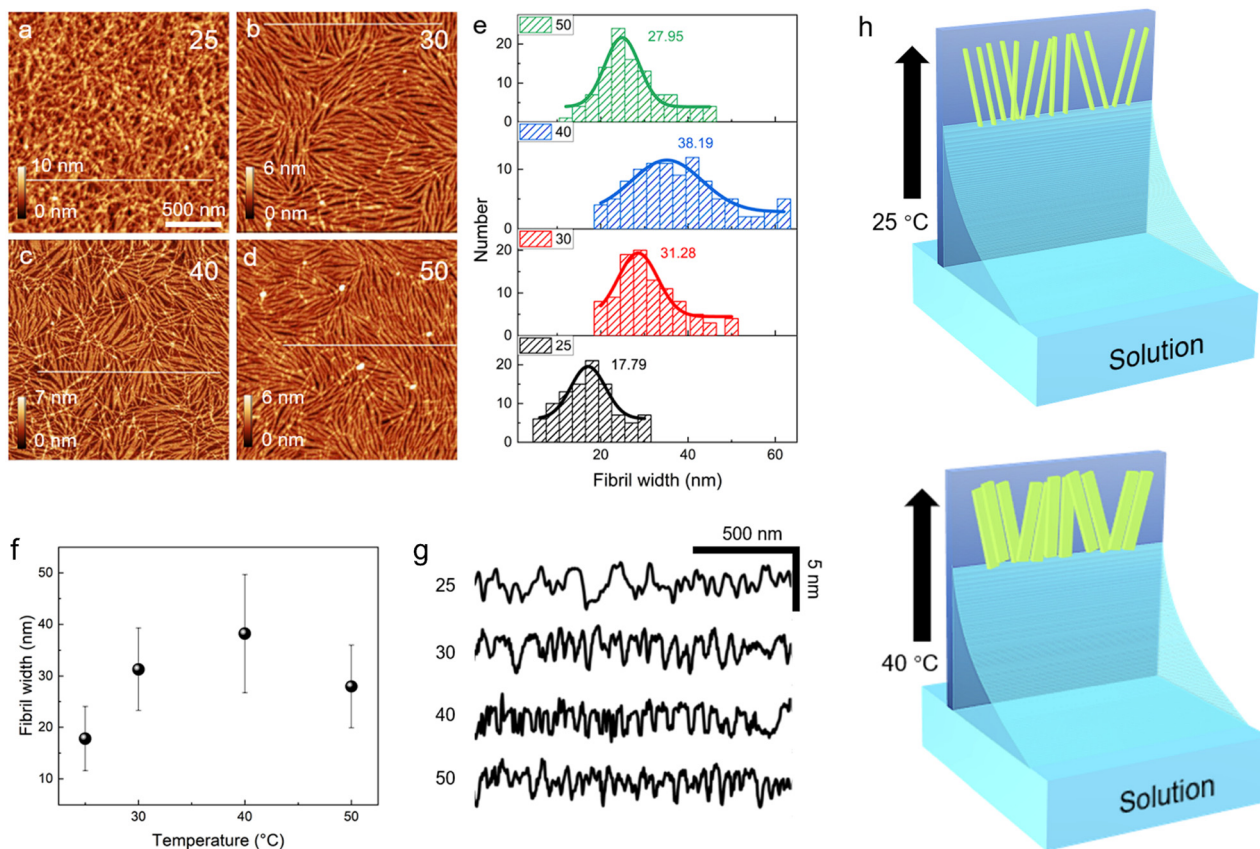 a
25
10 nm
0 nm
500 nm
b
30
6 nm
0 nm
c
40
7 nm
0 nm
d
50
6 nm
0 nm
e
50
27.95
20
10
0
40
38.19
10
0
30
31.28
20
10
0
25
17.79
20
10
0
Number
20
40
60
Fibril width (nm)
f
50
40
30
20
10
Fibril width (nm)
30
40
50
Temperature (°C)
g
500 nm
5 nm
25
30
40
50
h
25 °C
Solution
40 °C
Solution